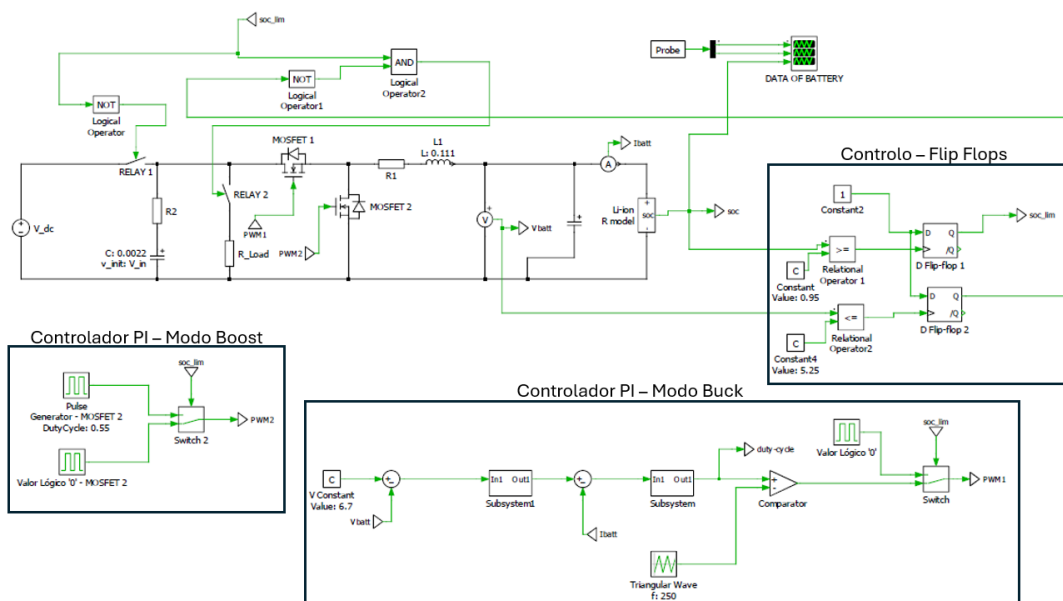 soc_lim
Probe
DATA OF BATTERY
NOT
Logical
Operator
NOT
Logical
Operator1
AND
Logical
Operator2
RELAY 1
MOSFET 1
L1
L: 0.111
R1
Ibatt
A
RELAY 2
MOSFET 2
R2
PWM1
PWM2
V_dc
C: 0.0022
v_init: V_in
R_Load
V
Vbatt
Li-ion
R model
soc
soc
Controlo – Flip Flops
1
Constant2
soc_lim
D Q
/Q
D Flip-flop 1
>=
Relational
Operator 1
C
Constant
Value: 0.95
D Q
/Q
D Flip-flop 2
<=
Relational
Operator2
C
Constant4
Value: 5.25
Controlador PI – Modo Boost
soc_lim
Pulse
Generator - MOSFET 2
DutyCycle: 0.55
Switch 2
PWM2
Valor Lógico '0' - MOSFET 2
Controlador PI – Modo Buck
soc_lim
duty-cycle
Valor Lógico '0'
C
V Constant
Value: 6.7
Vbatt
In1 Out1
Subsystem1
Ibatt
In1 Out1
Subsystem
Comparator
Switch
PWM1
Triangular Wave
f: 250